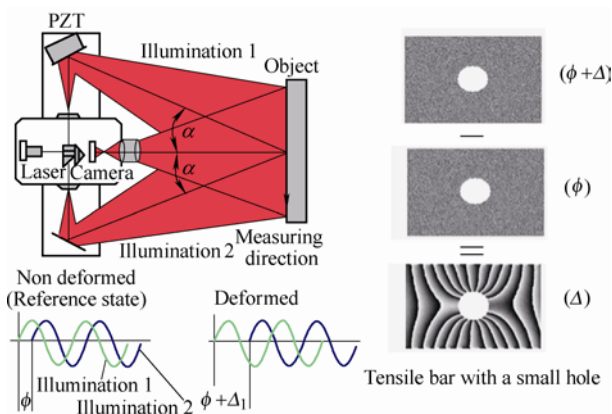 PZT
Illumination 1
Object
α
α
Laser Camera
Illumination 2
Measuring
direction
Non deformed
(Reference state)
ϕ
Illumination 1
Illumination 2
Deformed
ϕ+Δ₁
(ϕ+Δ)
(ϕ)
(Δ)
Tensile bar with a small hole